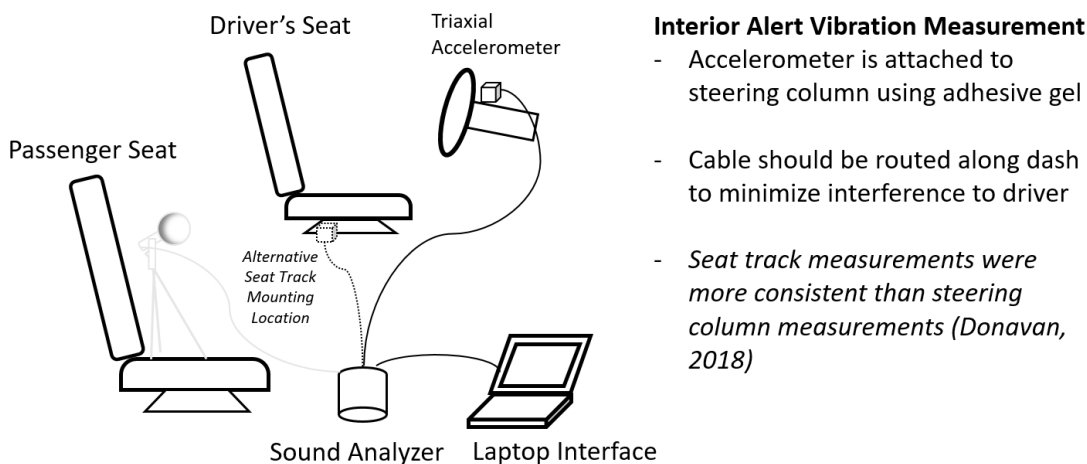 Driver's Seat
Triaxial
Accelerometer
Passenger Seat
Alternative
Seat Track
Mounting
Location
Sound Analyzer
Laptop Interface
Interior Alert Vibration Measurement
- Accelerometer is attached to
steering column using adhesive gel
- Cable should be routed along dash
to minimize interference to driver
- Seat track measurements were
more consistent than steering
column measurements (Donavan,
2018)